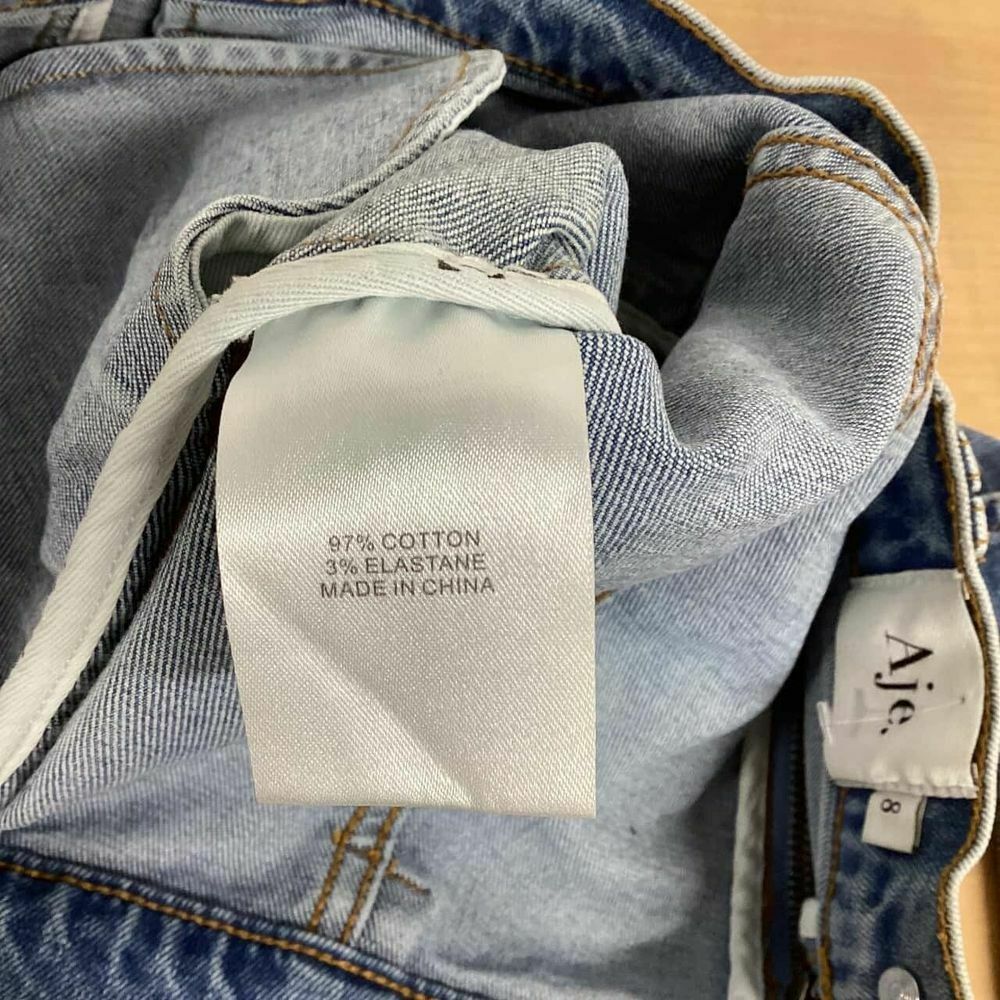 97% COTTON
3% ELASTANE
MADE IN CHINA
Aje.
8